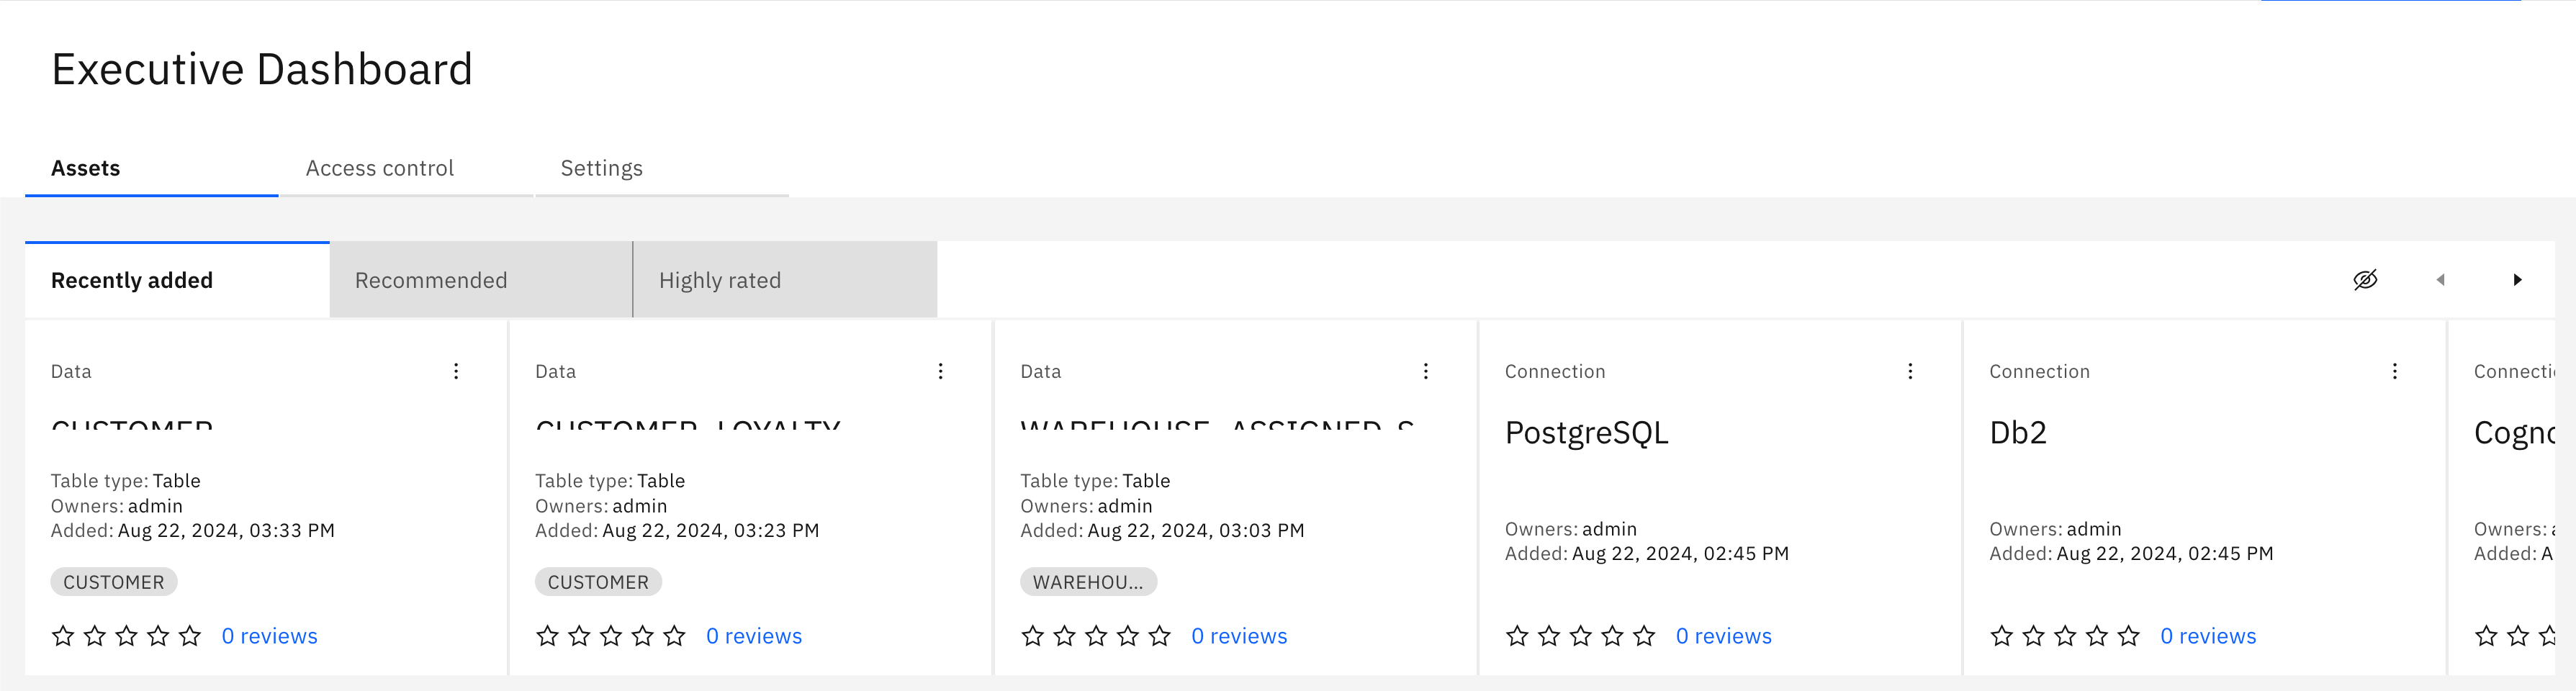 Executive Dashboard
Assets Access control Settings
Recently added Recommended Highly rated
Data
CUSTOMER
Table type: Table
Owners: admin
Added: Aug 22, 2024, 03:33 PM
CUSTOMER
0 reviews
Data
CUSTOMER_LOYALTY
Table type: Table
Owners: admin
Added: Aug 22, 2024, 03:23 PM
CUSTOMER
0 reviews
Data
WAREHOUSE_ASSIGNED_S
Table type: Table
Owners: admin
Added: Aug 22, 2024, 03:03 PM
WAREHOU...
0 reviews
Connection
PostgreSQL
Owners: admin
Added: Aug 22, 2024, 02:45 PM
0 reviews
Connection
Db2
Owners: admin
Added: Aug 22, 2024, 02:45 PM
0 reviews
Connecti
Cogn
Owners:
Added: A